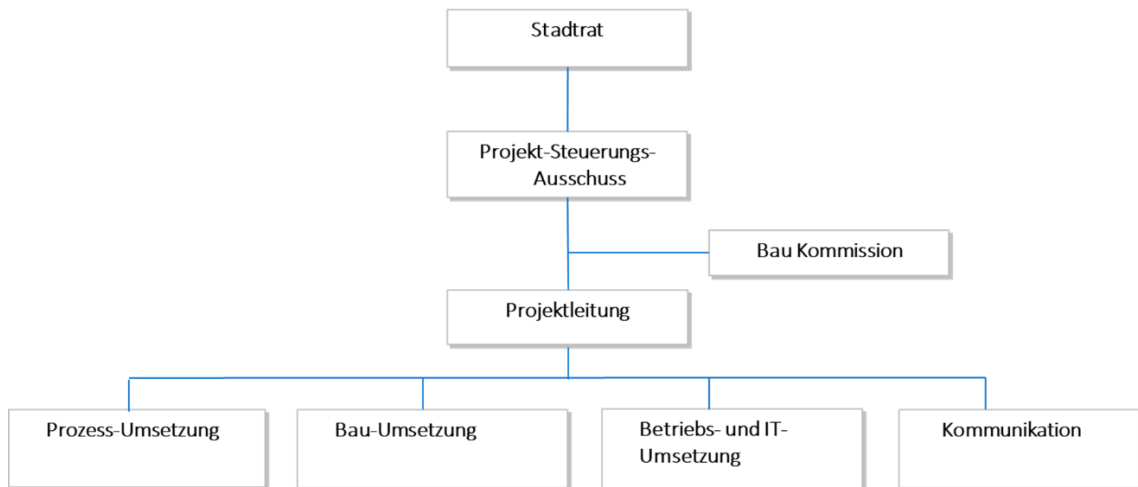 Stadtrat
Projekt-Steuerungs-
Ausschuss
Bau Kommission
Projektleitung
Prozess-Umsetzung
Bau-Umsetzung
Betriebs- und IT-
Umsetzung
Kommunikation